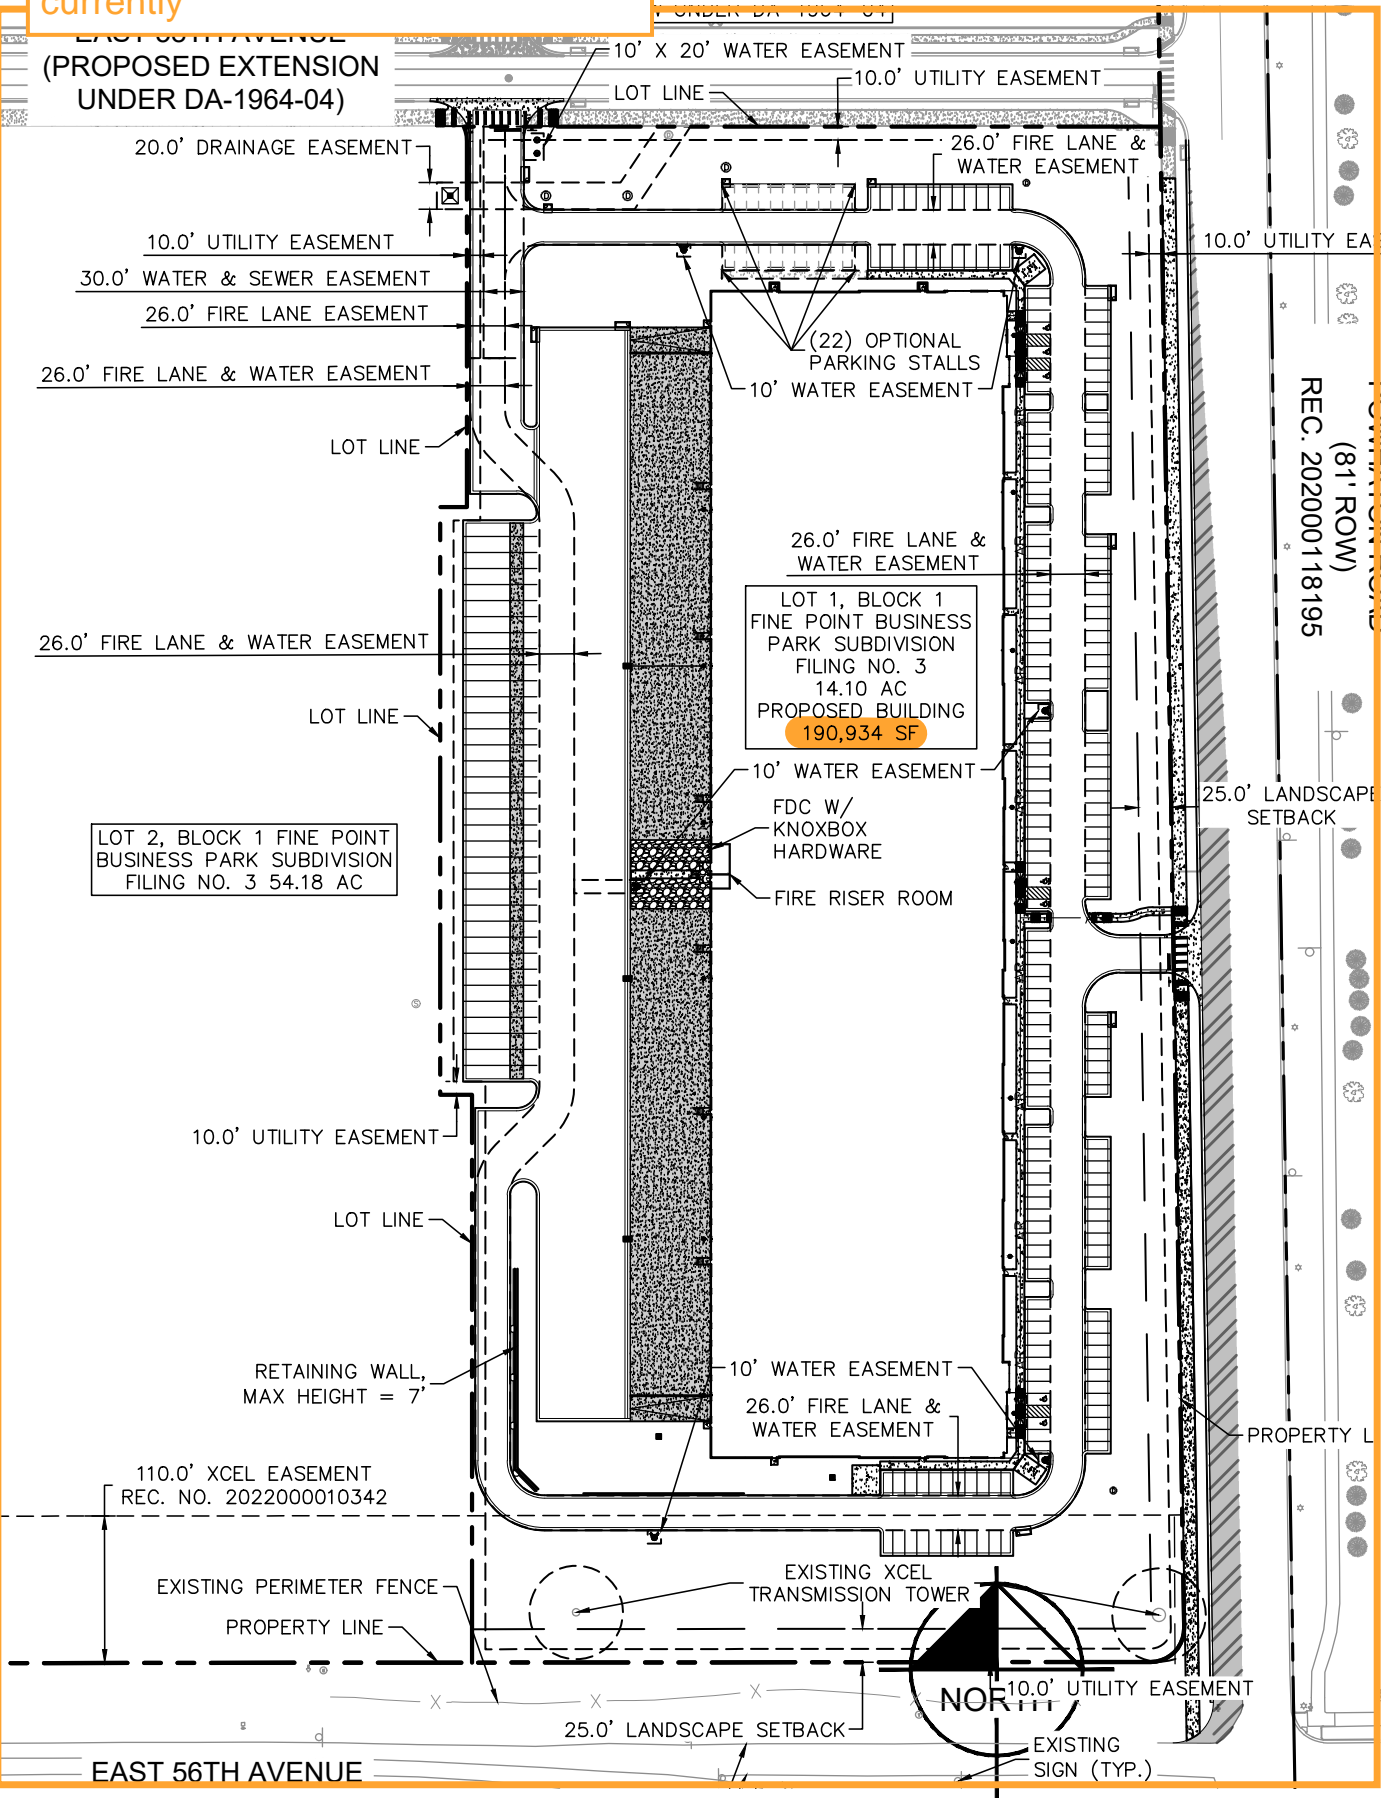 currently
(PROPOSED EXTENSION
UNDER DA-1964-04)
10' X 20' WATER EASEMENT
10.0' UTILITY EASEMENT
LOT LINE
20.0' DRAINAGE EASEMENT
26.0' FIRE LANE &
WATER EASEMENT
10.0' UTILITY EASEMENT
10.0' UTILITY EA
30.0' WATER & SEWER EASEMENT
26.0' FIRE LANE EASEMENT
(22) OPTIONAL
PARKING STALLS
26.0' FIRE LANE & WATER EASEMENT
10' WATER EASEMENT
LOT LINE
(81' ROW)
REC. 2020000118195
26.0' FIRE LANE &
WATER EASEMENT
LOT 1, BLOCK 1
FINE POINT BUSINESS
PARK SUBDIVISION
FILING NO. 3
14.10 AC
PROPOSED BUILDING
190,934 SF
26.0' FIRE LANE & WATER EASEMENT
LOT LINE
10' WATER EASEMENT
25.0' LANDSCAPE
SETBACK
FDC W/
KNOXBOX
HARDWARE
LOT 2, BLOCK 1 FINE POINT
BUSINESS PARK SUBDIVISION
FILING NO. 3 54.18 AC
FIRE RISER ROOM
10.0' UTILITY EASEMENT
LOT LINE
RETAINING WALL,
MAX HEIGHT = 7'
10' WATER EASEMENT
26.0' FIRE LANE &
WATER EASEMENT
PROPERTY L
110.0' XCEL EASEMENT
REC. NO. 2022000010342
EXISTING XCEL
TRANSMISSION TOWER
EXISTING PERIMETER FENCE
PROPERTY LINE
NORTH
10.0' UTILITY EASEMENT
25.0' LANDSCAPE SETBACK
EXISTING
SIGN (TYP.)
EAST 56TH AVENUE